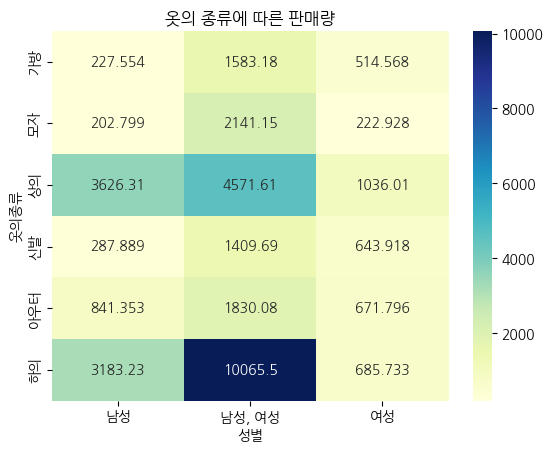 옷의 종류에 따른 판매량
가방 227.554 1583.18 514.568
모자 202.799 2141.15 222.928
상의 3626.31 4571.61 1036.01
신발 287.889 1409.69 643.918
아우터 841.353 1830.08 671.796
하의 3183.23 10065.5 685.733
옷의종류
남성 남성, 여성 여성
성별
10000
8000
6000
4000
2000